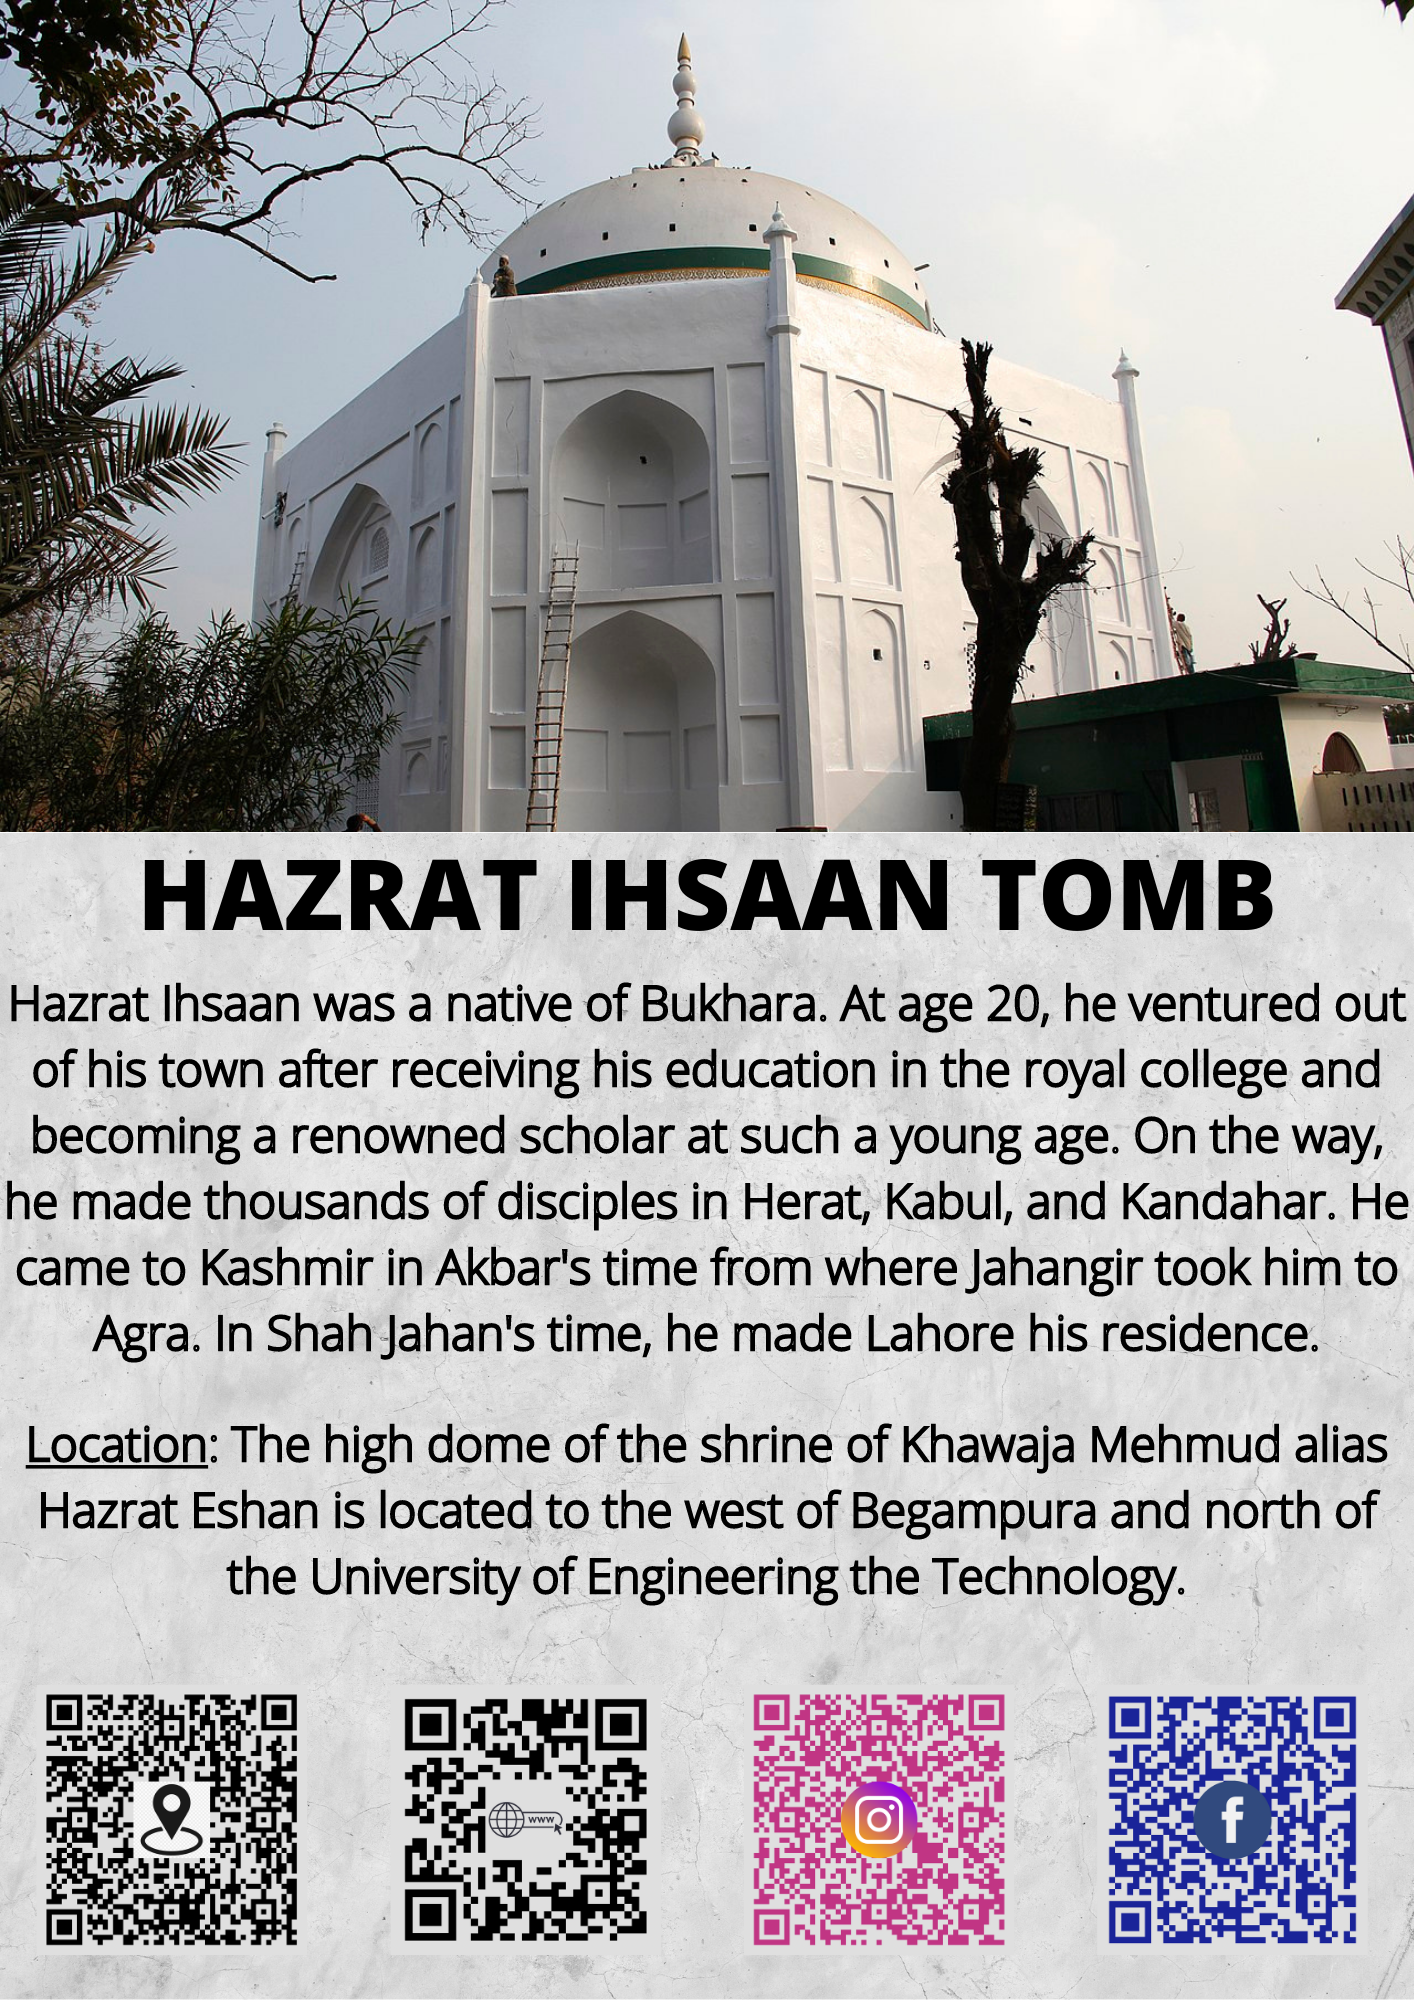 HAZRAT IHSAAN TOMB
Hazrat Ihsaan was a native of Bukhara. At age 20, he ventured out
of his town after receiving his education in the royal college and
becoming a renowned scholar at such a young age. On the way,
he made thousands of disciples in Herat, Kabul, and Kandahar. He
came to Kashmir in Akbar's time from where Jahangir took him to
Agra. In Shah Jahan's time, he made Lahore his residence.
Location: The high dome of the shrine of Khawaja Mehmud alias
Hazrat Eshan is located to the west of Begampura and north of
the University of Engineering the Technology.
www
f